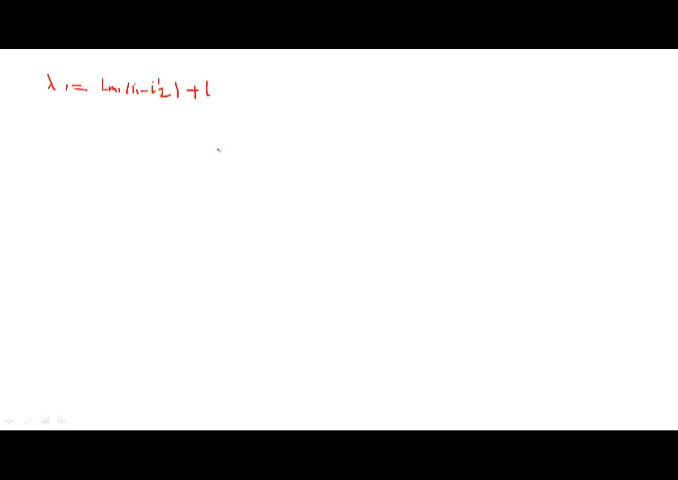 λ₁ = Lm₁(i₁-i'₂)+l